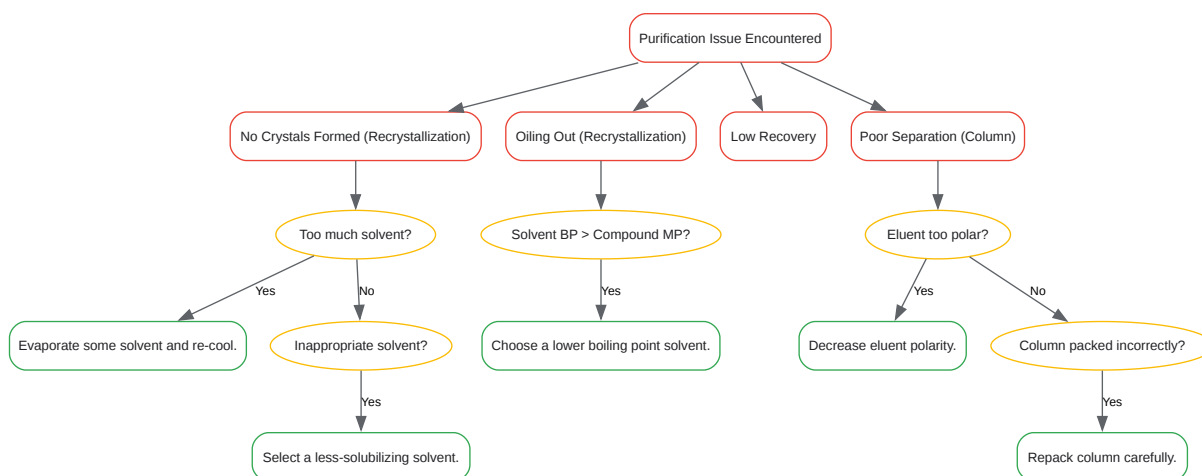 Purification Issue Encountered
No Crystals Formed (Recrystallization)
Oiling Out (Recrystallization)
Low Recovery
Poor Separation (Column)
Too much solvent?
Solvent BP > Compound MP?
Eluent too polar?
Yes
No
Yes
Yes
No
Evaporate some solvent and re-cool.
Inappropriate solvent?
Choose a lower boiling point solvent.
Decrease eluent polarity.
Column packed incorrectly?
Yes
Yes
Select a less-solubilizing solvent.
Repack column carefully.